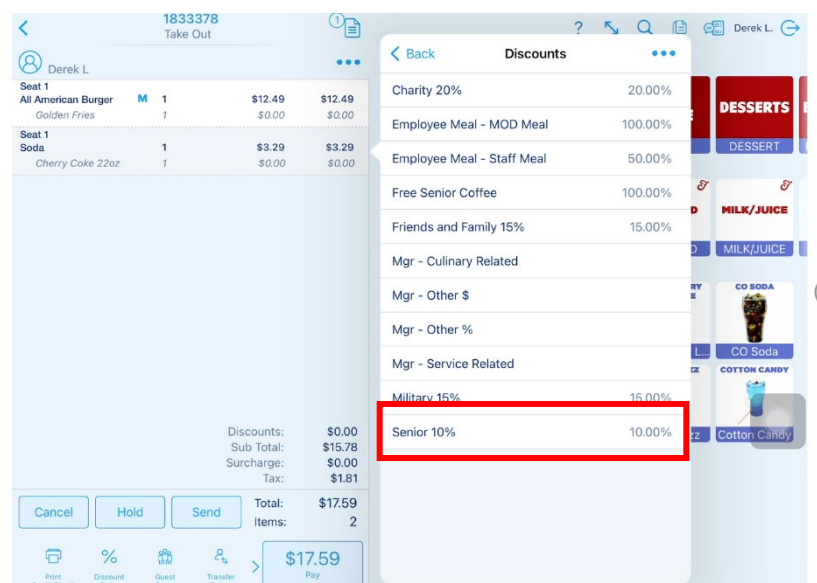 1833378
Take Out
1
Derek L
Seat 1
All American Burger M 1 $12.49 $12.49
Golden Fries 1 $0.00 $0.00
Seat 1
Soda 1 $3.29 $3.29
Cherry Coke 22oz 1 $0.00 $0.00
Discounts: $0.00
Sub Total: $15.78
Surcharge: $0.00
Tax: $1.81
Total: $17.59
Items: 2
Cancel
Hold
Send
Print
Discount
Guest
Transfer
$17.59
Pay
? Derek L.
Back Discounts
Charity 20% 20.00%
Employee Meal - MOD Meal 100.00%
Employee Meal - Staff Meal 50.00%
Free Senior Coffee 100.00%
Friends and Family 15% 15.00%
Mgr - Culinary Related
Mgr - Other $
Mgr - Other %
Mgr - Service Related
Military 15% 15.00%
Senior 10% 10.00%
DESSERTS
DESSERT
MILK/JUICE
MILK/JUICE
CO SODA
L... CO Soda
COTTON CANDY
zz Cotton Candy